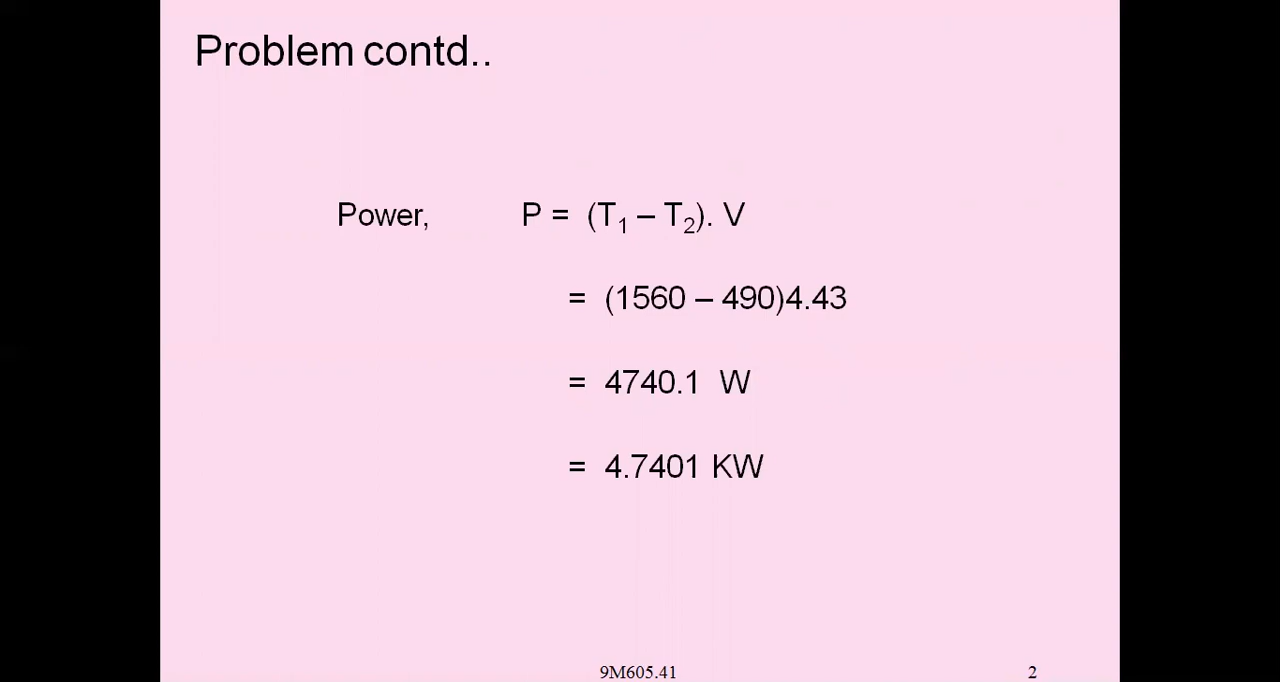 Problem contd..
Power, P = (T₁ – T₂). V
= (1560 – 490)4.43
= 4740.1 W
= 4.7401 KW
9M605.41 2